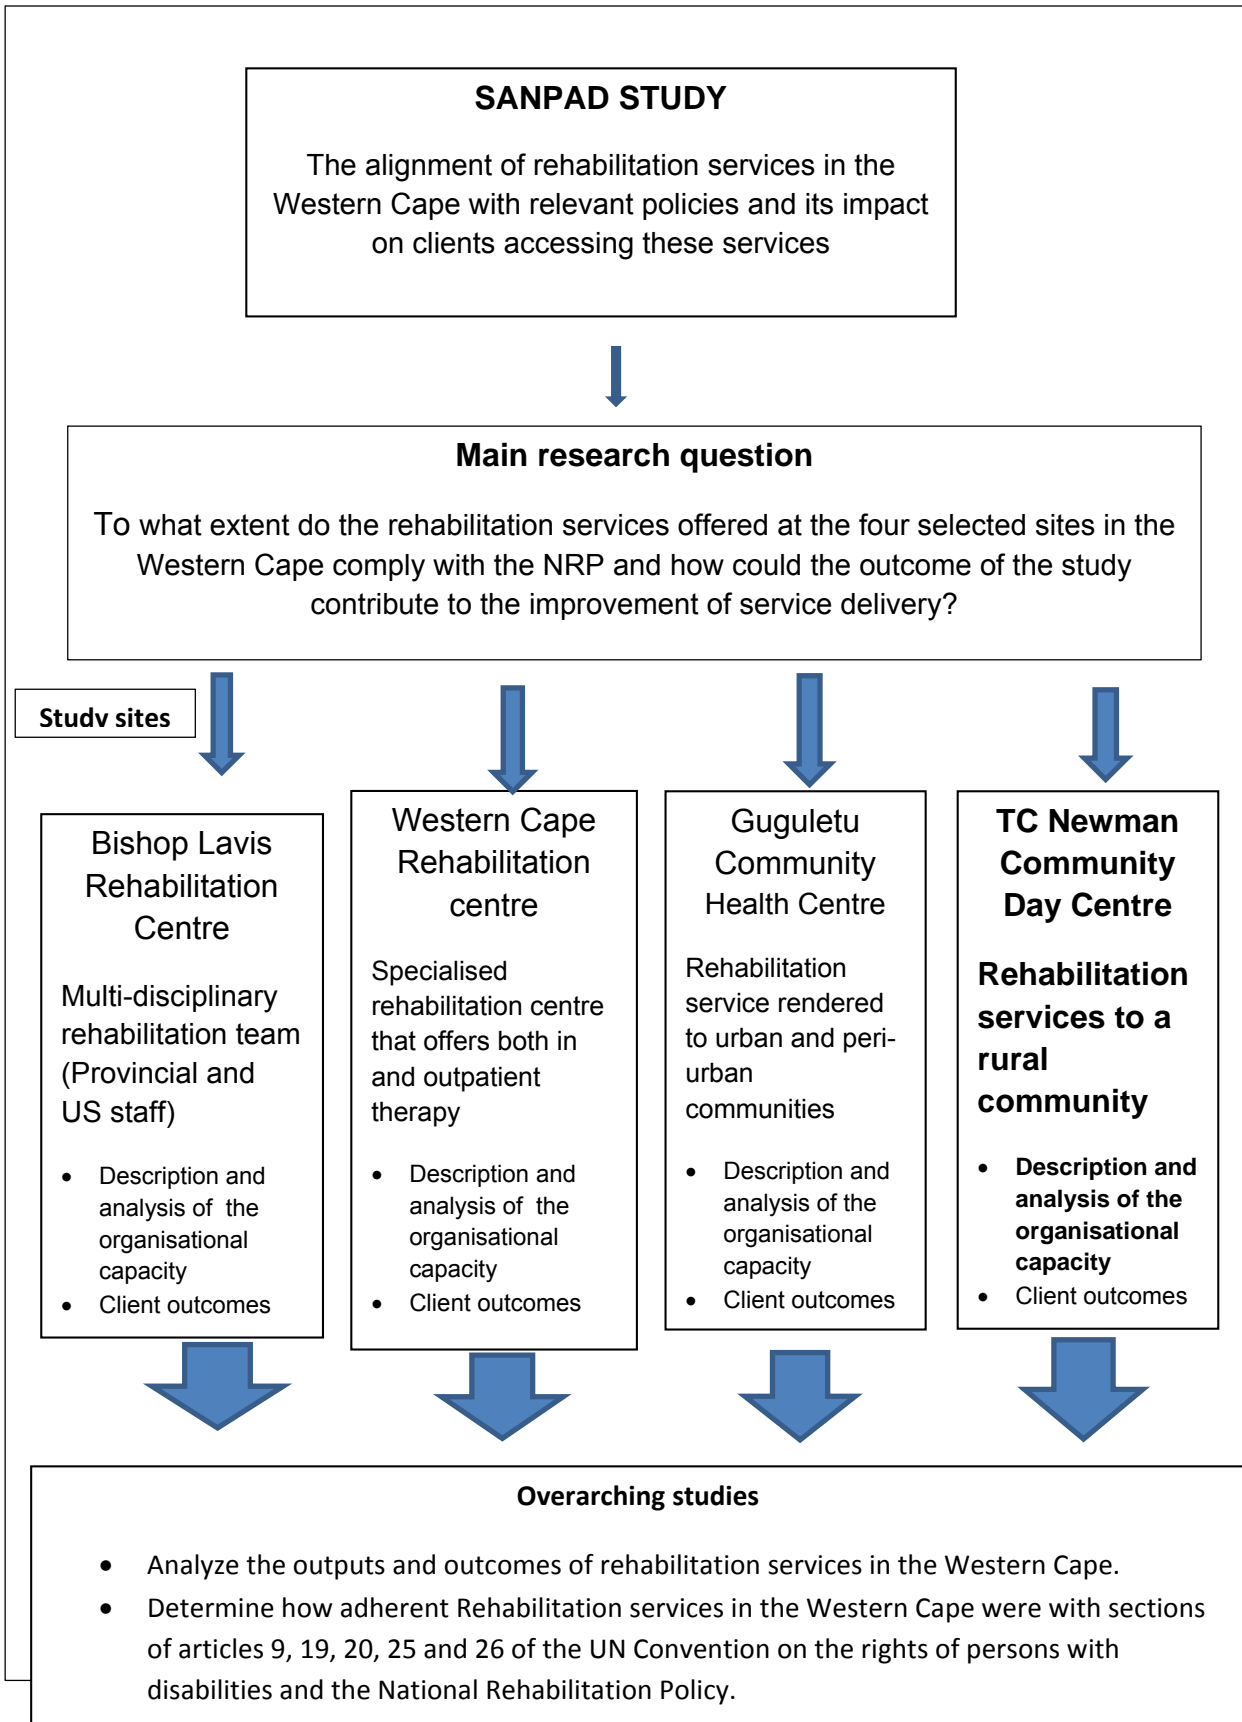 SANPAD STUDY
The alignment of rehabilitation services in the
Western Cape with relevant policies and its impact
on clients accessing these services
Main research question
To what extent do the rehabilitation services offered at the four selected sites in the
Western Cape comply with the NRP and how could the outcome of the study
contribute to the improvement of service delivery?
Study sites
Bishop Lavis
Rehabilitation
Centre
Multi-disciplinary
rehabilitation team
(Provincial and
US staff)
• Description and
analysis of the
organisational
capacity
• Client outcomes
Western Cape
Rehabilitation
centre
Specialised
rehabilitation centre
that offers both in
and outpatient
therapy
• Description and
analysis of the
organisational
capacity
• Client outcomes
Guguletu
Community
Health Centre
Rehabilitation
service rendered
to urban and peri-
urban
communities
• Description and
analysis of the
organisational
capacity
• Client outcomes
TC Newman
Community
Day Centre
Rehabilitation
services to a
rural
community
• Description and
analysis of the
organisational
capacity
• Client outcomes
Overarching studies
• Analyze the outputs and outcomes of rehabilitation services in the Western Cape.
• Determine how adherent Rehabilitation services in the Western Cape were with sections
of articles 9, 19, 20, 25 and 26 of the UN Convention on the rights of persons with
disabilities and the National Rehabilitation Policy.